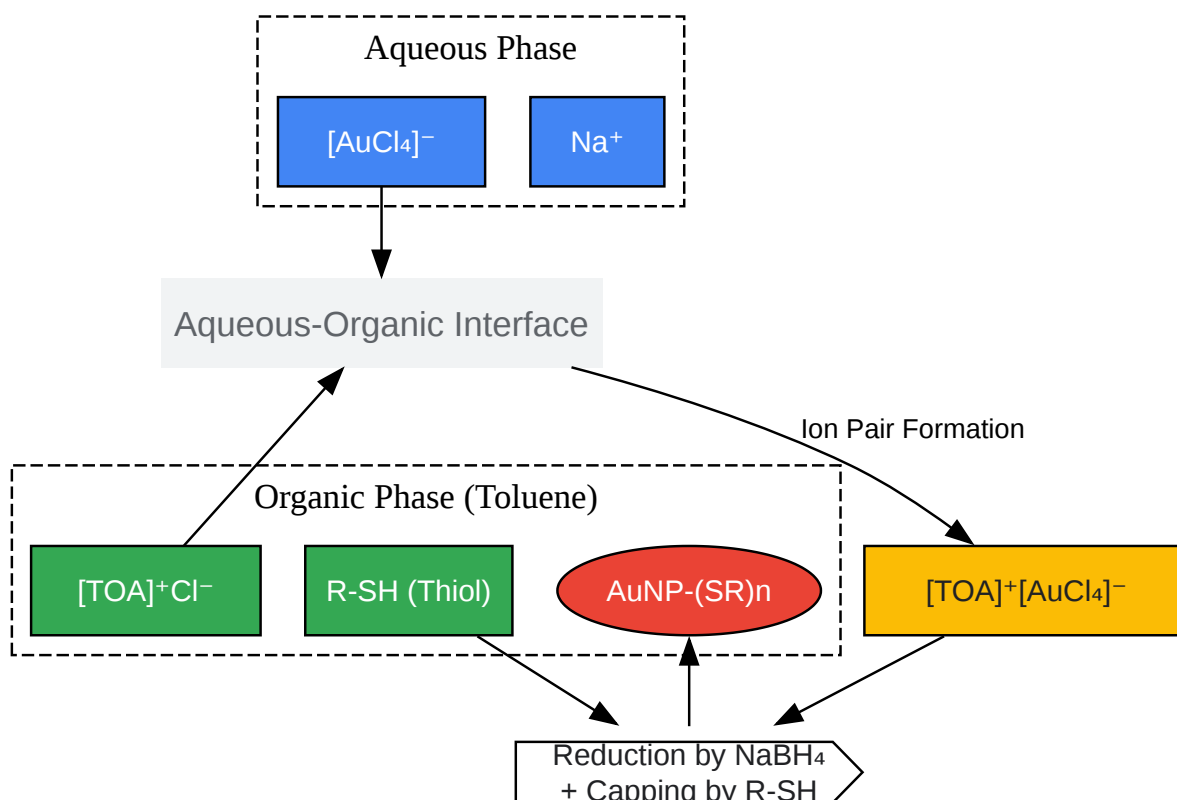 Aqueous Phase
[AuCl₄]⁻
Na⁺
Aqueous-Organic Interface
Ion Pair Formation
Organic Phase (Toluene)
[TOA]⁺Cl⁻
R-SH (Thiol)
AuNP-(SR)n
[TOA]⁺[AuCl₄]⁻
Reduction by NaBH₄
+ Capping by R-SH